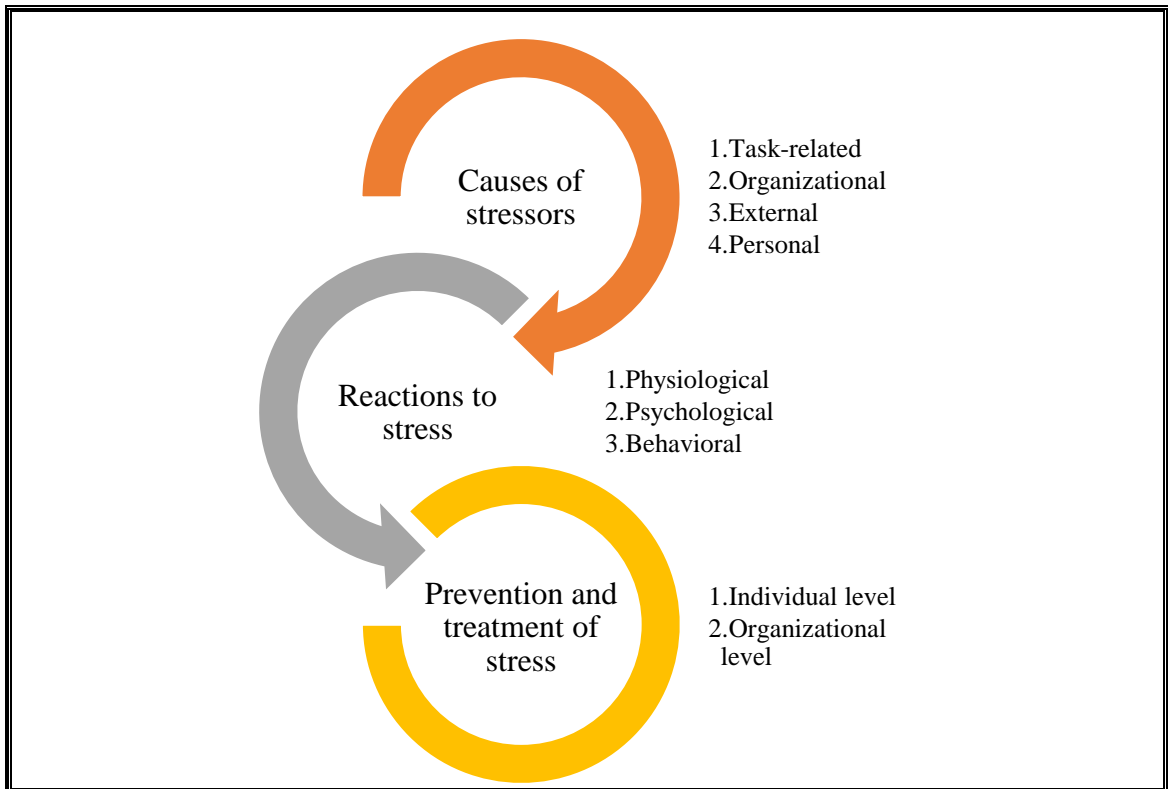 Causes of
stressors
1.Task-related
2.Organizational
3.External
4.Personal
Reactions to
stress
1.Physiological
2.Psychological
3.Behavioral
Prevention and
treatment of
stress
1.Individual level
2.Organizational
level